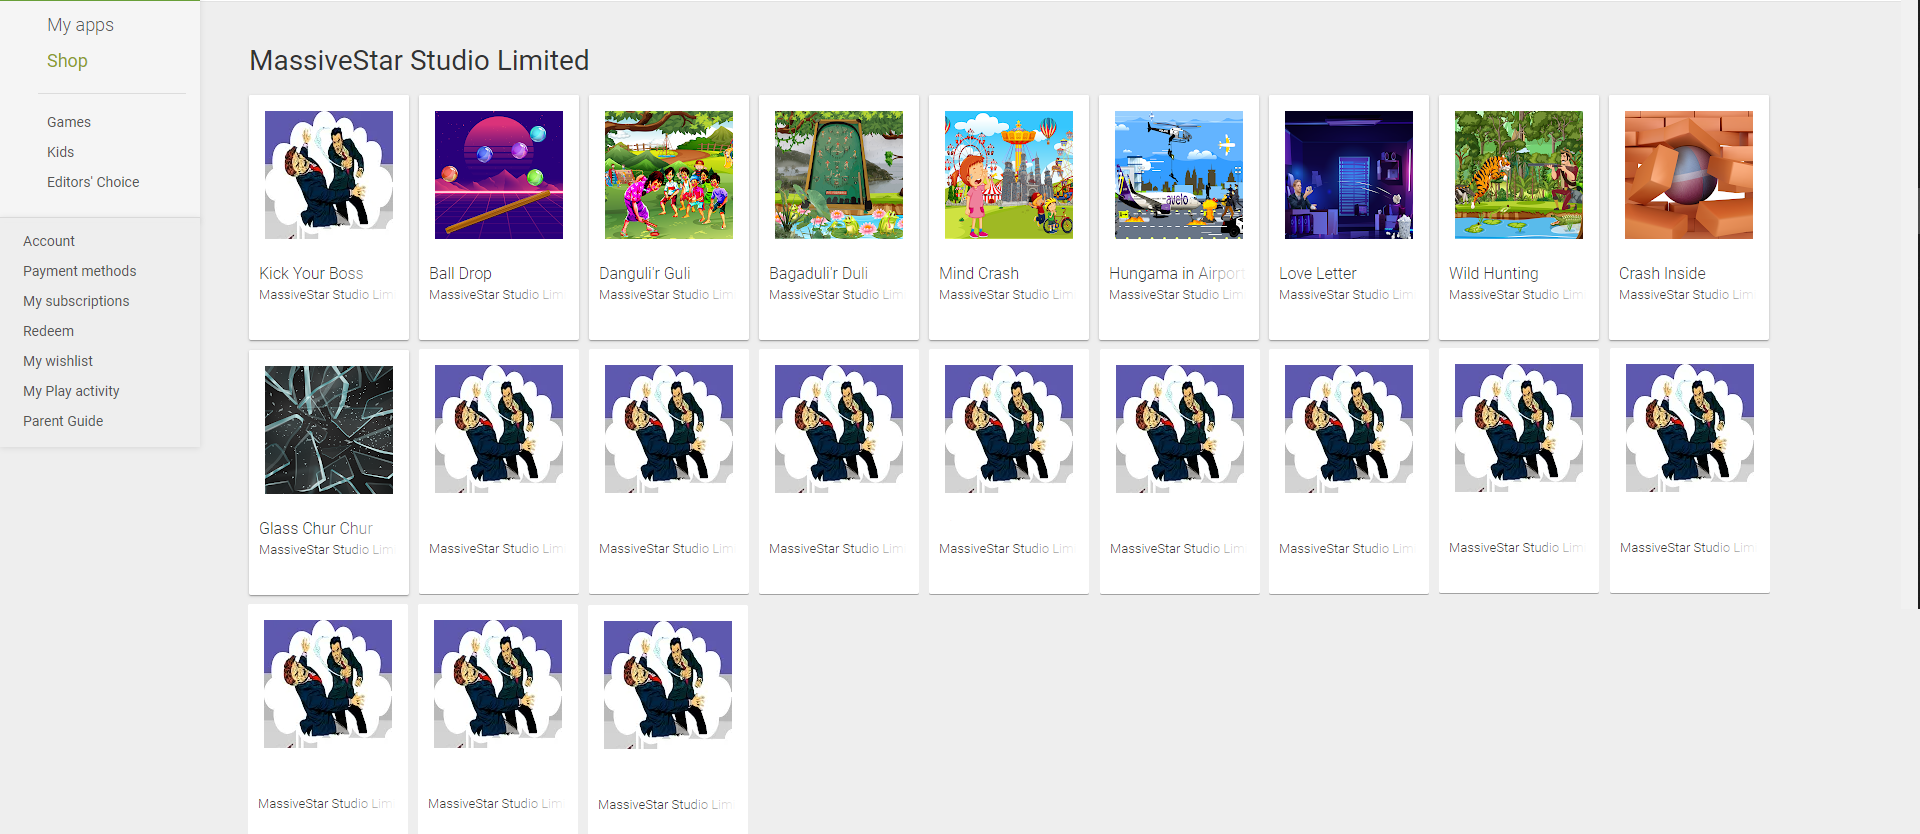 My apps
Shop
Games
Kids
Editors' Choice
Account
Payment methods
My subscriptions
Redeem
My wishlist
My Play activity
Parent Guide
MassiveStar Studio Limited
Kick Your Boss
MassiveStar Studio Lim
Ball Drop
MassiveStar Studio Lim
Danguli'r Guli
MassiveStar Studio Lim
Bagaduli'r Duli
MassiveStar Studio Lim
Mind Crash
MassiveStar Studio Lim
avelo
Hungama in Airport
MassiveStar Studio Lim
Love Letter
MassiveStar Studio Lim
Wild Hunting
MassiveStar Studio Lim
Crash Inside
MassiveStar Studio Lim
Glass Chur Chur
MassiveStar Studio Lim
MassiveStar Studio Lim
MassiveStar Studio Lim
MassiveStar Studio Lim
MassiveStar Studio Lim
MassiveStar Studio Lim
MassiveStar Studio Lim
MassiveStar Studio Lim
MassiveStar Studio Lim
MassiveStar Studio Lim
MassiveStar Studio Lim
MassiveStar Studio Lim